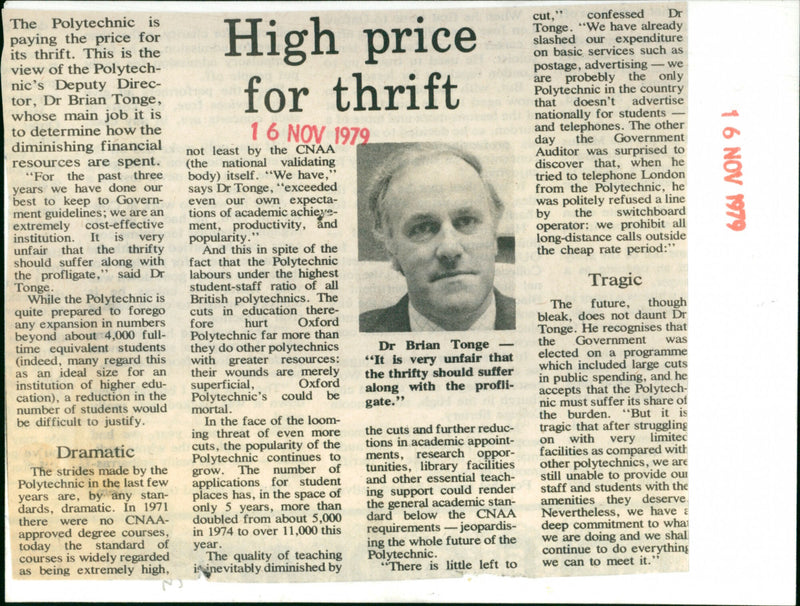 High price
for thrift
16 NOV 1979
The Polytechnic is
paying the price for
its thrift. This is the
view of the Polytech-
nic's Deputy Direc-
tor, Dr Brian Tonge,
whose main job it is
to determine how the
diminishing financial
resources are spent.
"For the past three
years we have done our
best to keep to Govern-
ment guidelines; we are an
extremely cost-effective
institution. It is very
unfair that the thrifty
should suffer along with
the profligate," said Dr
Tonge.
While the Polytechnic is
quite prepared to forego
any expansion in numbers
beyond about 4,000 full-
time equivalent students
(indeed, many regard this
as an ideal size for an
institution of higher edu-
cation), a reduction in the
number of students would
be difficult to justify.
Dramatic
The strides made by the
Polytechnic in the last few
years are, by any stan-
dards, dramatic. In 1971
there were no CNAA-
approved degree courses,
today the standard of
courses is widely regarded
as being extremely high,
not least by the CNAA
(the national validating
body) itself. "We have,"
says Dr Tonge, "exceeded
even our own expecta-
tions of academic achieve-
ment, productivity, and
popularity."
And this in spite of the
fact that the Polytechnic
labours under the highest
student-staff ratio of all
British polytechnics. The
cuts in education there-
fore hurt Oxford
Polytechnic far more than
they do other polytechnics
with greater resources:
their wounds are merely
superficial, Oxford
Polytechnic's could be
mortal.
In the face of the loom-
ing threat of even more
cuts, the popularity of the
Polytechnic continues to
grow. The number of
applications for student
places has, in the space of
only 5 years, more than
doubled from about 5,000
in 1974 to over 11,000 this
year.
The quality of teaching
is inevitably diminished by
Dr Brian Tonge —
"It is very unfair that
the thrifty should suffer
along with the profli-
gate."
the cuts and further reduc-
tions in academic appoint-
ments, research oppor-
tunities, library facilities
and other essential teach-
ing support could render
the general academic stan-
dard below the CNAA
requirements — jeopardis-
ing the whole future of the
Polytechnic.
"There is little left to
cut," confessed Dr
Tonge. "We have already
slashed our expenditure
on basic services such as
postage, advertising — we
are probebly the only
Polytechnic in the country
that doesn't advertise
nationally for students —
and telephones. The other
day the Government
Auditor was surprised to
discover that, when he
tried to telephone London
from the Polytechnic, he
was politely refused a line
by the switchboard
operator: we prohibit all
long-distance calls outside
the cheap rate period:"
Tragic
The future, though
bleak, does not daunt Dr
Tonge. He recognises that
the Government was
elected on a programme
which included large cuts
in public spending, and he
accepts that the Polytech-
nic must suffer its share of
the burden. "But it is
tragic that after struggling
on with very limited
facilities as compared with
other polytechnics, we are
still unable to provide our
staff and students with the
amenities they deserve.
Nevertheless, we have a
deep commitment to what
we are doing and we shall
continue to do everything
we can to meet it."
16 NOV 1979